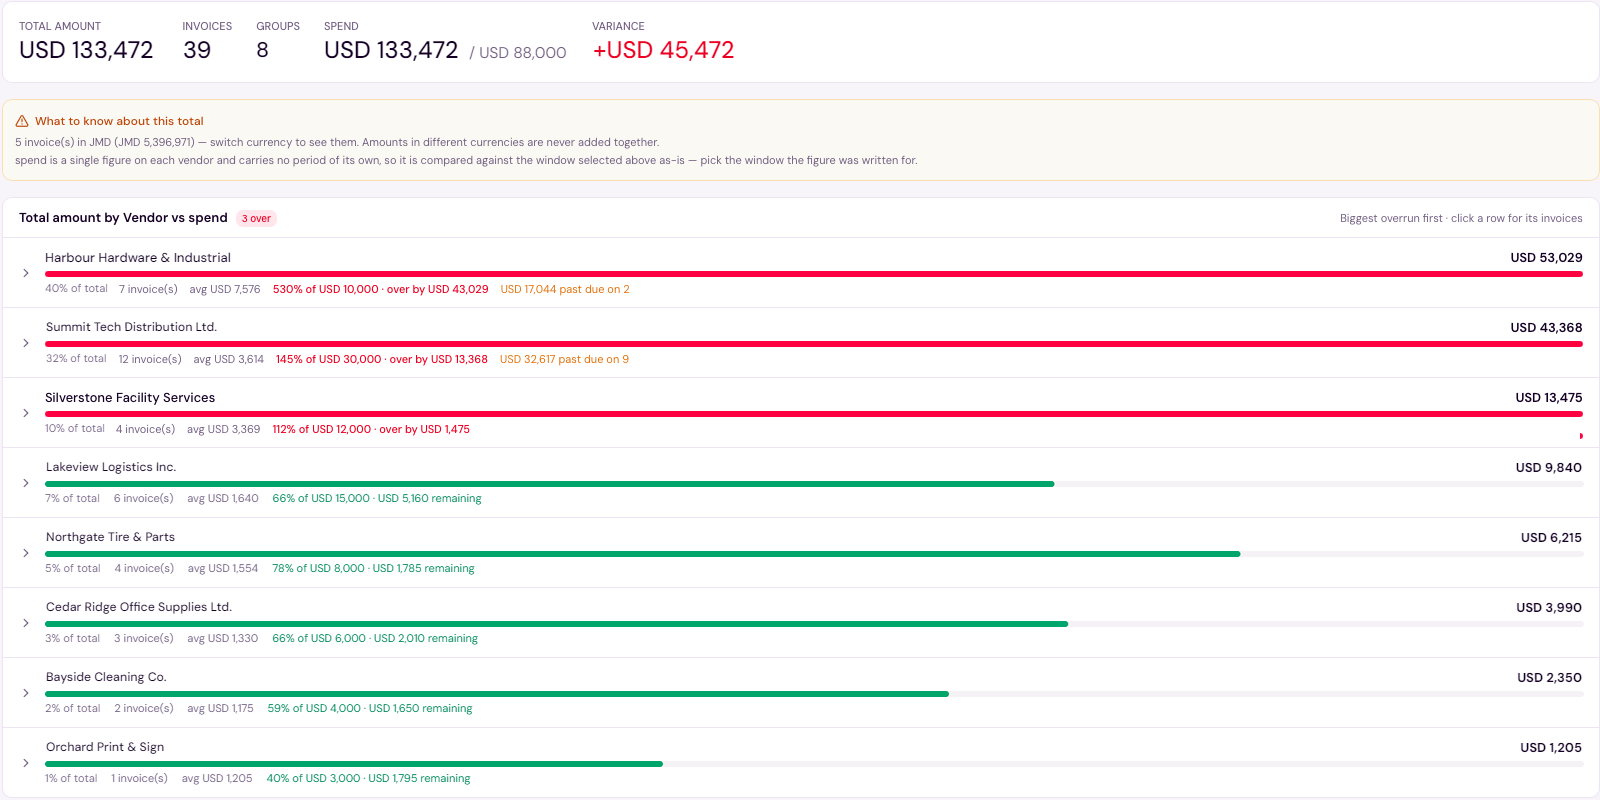 TOTAL AMOUNT INVOICES GROUPS SPEND VARIANCE
USD 133,472 39 8 USD 133,472 / USD 88,000 +USD 45,472
What to know about this total
5 invoice(s) in JMD (JMD 5,396,971) — switch currency to see them. Amounts in different currencies are never added together.
spend is a single figure on each vendor and carries no period of its own, so it is compared against the window selected above as-is — pick the window the figure was written for.
Total amount by Vendor vs spend 3 over Biggest overrun first · click a row for its invoices
Harbour Hardware & Industrial USD 53,029
40% of total 7 invoice(s) avg USD 7,576 530% of USD 10,000 · over by USD 43,029 USD 17,044 past due on 2
Summit Tech Distribution Ltd. USD 43,368
32% of total 12 invoice(s) avg USD 3,614 145% of USD 30,000 · over by USD 13,368 USD 32,617 past due on 9
Silverstone Facility Services USD 13,475
10% of total 4 invoice(s) avg USD 3,369 112% of USD 12,000 · over by USD 1,475
Lakeview Logistics Inc. USD 9,840
7% of total 6 invoice(s) avg USD 1,640 66% of USD 15,000 · USD 5,160 remaining
Northgate Tire & Parts USD 6,215
5% of total 4 invoice(s) avg USD 1,554 78% of USD 8,000 · USD 1,785 remaining
Cedar Ridge Office Supplies Ltd. USD 3,990
3% of total 3 invoice(s) avg USD 1,330 66% of USD 6,000 · USD 2,010 remaining
Bayside Cleaning Co. USD 2,350
2% of total 2 invoice(s) avg USD 1,175 59% of USD 4,000 · USD 1,650 remaining
Orchard Print & Sign USD 1,205
1% of total 1 invoice(s) avg USD 1,205 40% of USD 3,000 · USD 1,795 remaining